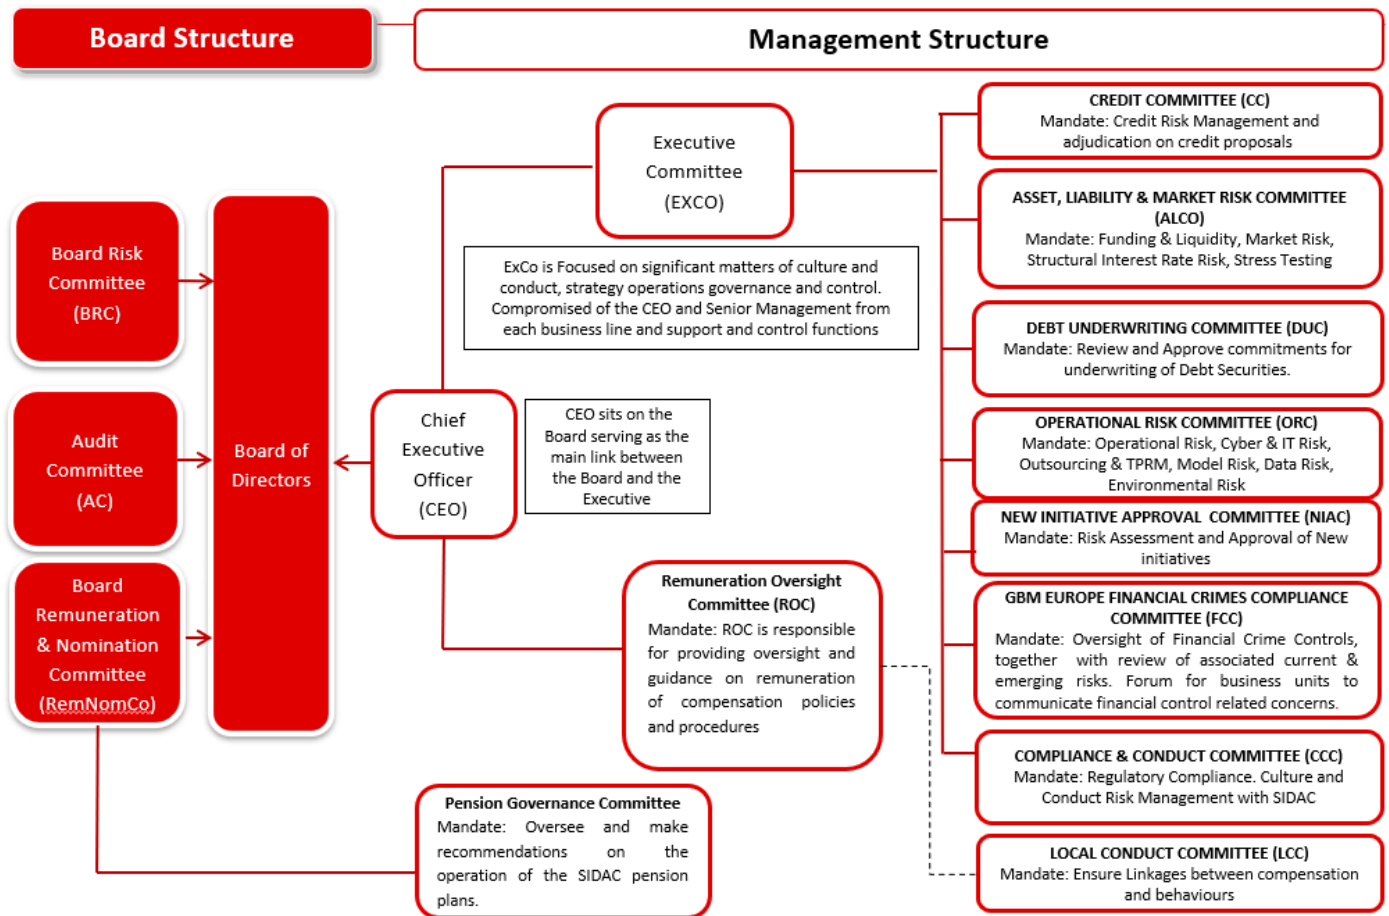 Board Structure
Management Structure
Board Risk
Committee
(BRC)
Audit
Committee
(AC)
Board
Remuneration
& Nomination
Committee
(RemNomCo)
Board of
Directors
Chief
Executive
Officer
(CEO)
CEO sits on the
Board serving as the
main link between
the Board and the
Executive
Executive
Committee
(EXCO)
ExCo is Focused on significant matters of culture and
conduct, strategy operations governance and control.
Compromised of the CEO and Senior Management from
each business line and support and control functions
Remuneration Oversight
Committee (ROC)
Mandate: ROC is responsible
for providing oversight and
guidance on remuneration
of compensation policies
and procedures
Pension Governance Committee
Mandate: Oversee and make
recommendations on the
operation of the SIDAC pension
plans.
CREDIT COMMITTEE (CC)
Mandate: Credit Risk Management and
adjudication on credit proposals
ASSET, LIABILITY & MARKET RISK COMMITTEE
(ALCO)
Mandate: Funding & Liquidity, Market Risk,
Structural Interest Rate Risk, Stress Testing
DEBT UNDERWRITING COMMITTEE (DUC)
Mandate: Review and Approve commitments for
underwriting of Debt Securities.
OPERATIONAL RISK COMMITTEE (ORC)
Mandate: Operational Risk, Cyber & IT Risk,
Outsourcing & TPRM, Model Risk, Data Risk,
Environmental Risk
NEW INITIATIVE APPROVAL COMMITTEE (NIAC)
Mandate: Risk Assessment and Approval of New
initiatives
GBM EUROPE FINANCIAL CRIMES COMPLIANCE
COMMITTEE (FCC)
Mandate: Oversight of Financial Crime Controls,
together with review of associated current &
emerging risks. Forum for business units to
communicate financial control related concerns.
COMPLIANCE & CONDUCT COMMITTEE (CCC)
Mandate: Regulatory Compliance. Culture and
Conduct Risk Management with SIDAC
LOCAL CONDUCT COMMITTEE (LCC)
Mandate: Ensure Linkages between compensation
and behaviours